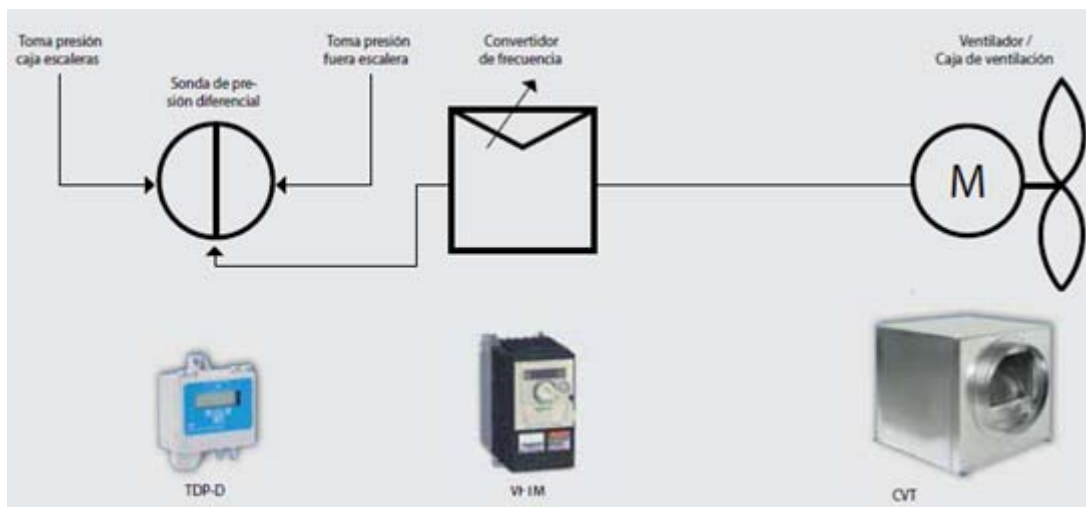 Toma presión
caja escaleras
Sonda de pre-
sión diferencial
Toma presión
fuera escalera
Convertidor
de frecuencia
Ventilador /
Caja de ventilación
M
TDP-D
CVT